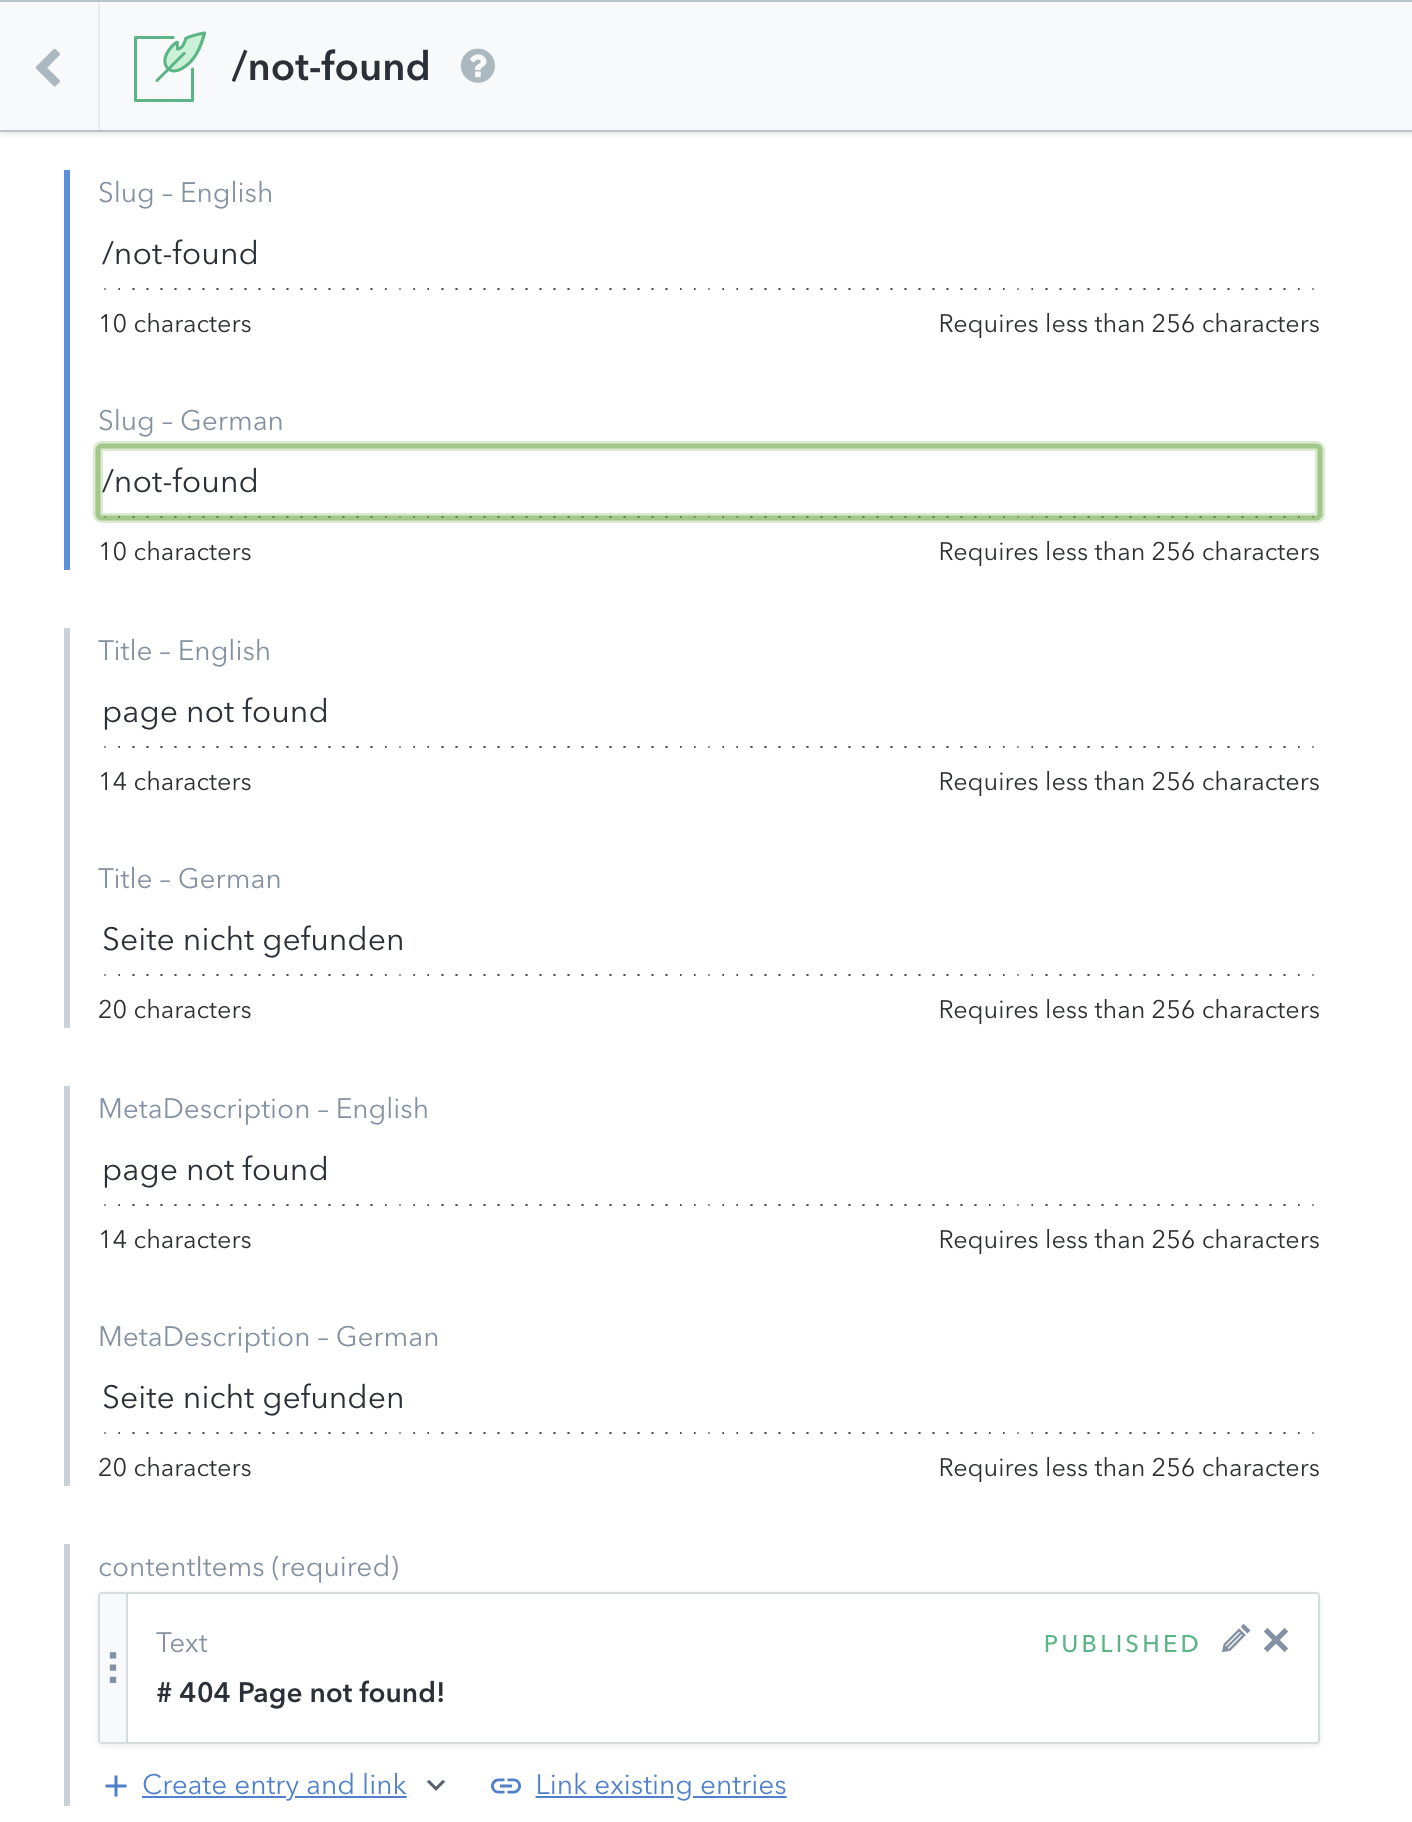 /not-found ?
Slug – English
/not-found
10 characters Requires less than 256 characters
Slug – German
/not-found
10 characters Requires less than 256 characters
Title – English
page not found
14 characters Requires less than 256 characters
Title – German
Seite nicht gefunden
20 characters Requires less than 256 characters
MetaDescription – English
page not found
14 characters Requires less than 256 characters
MetaDescription – German
Seite nicht gefunden
20 characters Requires less than 256 characters
contentItems (required)
Text PUBLISHED
# 404 Page not found!
Create entry and link Link existing entries